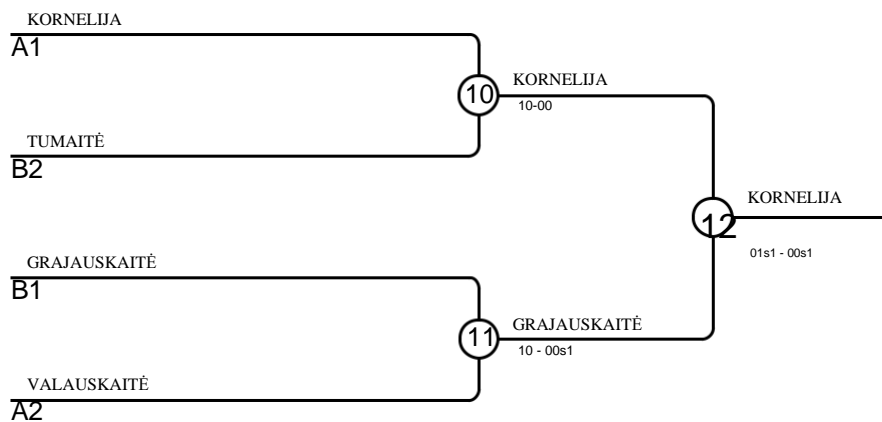 KORNELIJA
A1
10
KORNELIJA
10-00
TUMAITĖ
B2
12
KORNELIJA
01s1 - 00s1
GRAJAUSKAITĖ
B1
11
GRAJAUSKAITĖ
10 - 00s1
VALAUSKAITĖ
A2